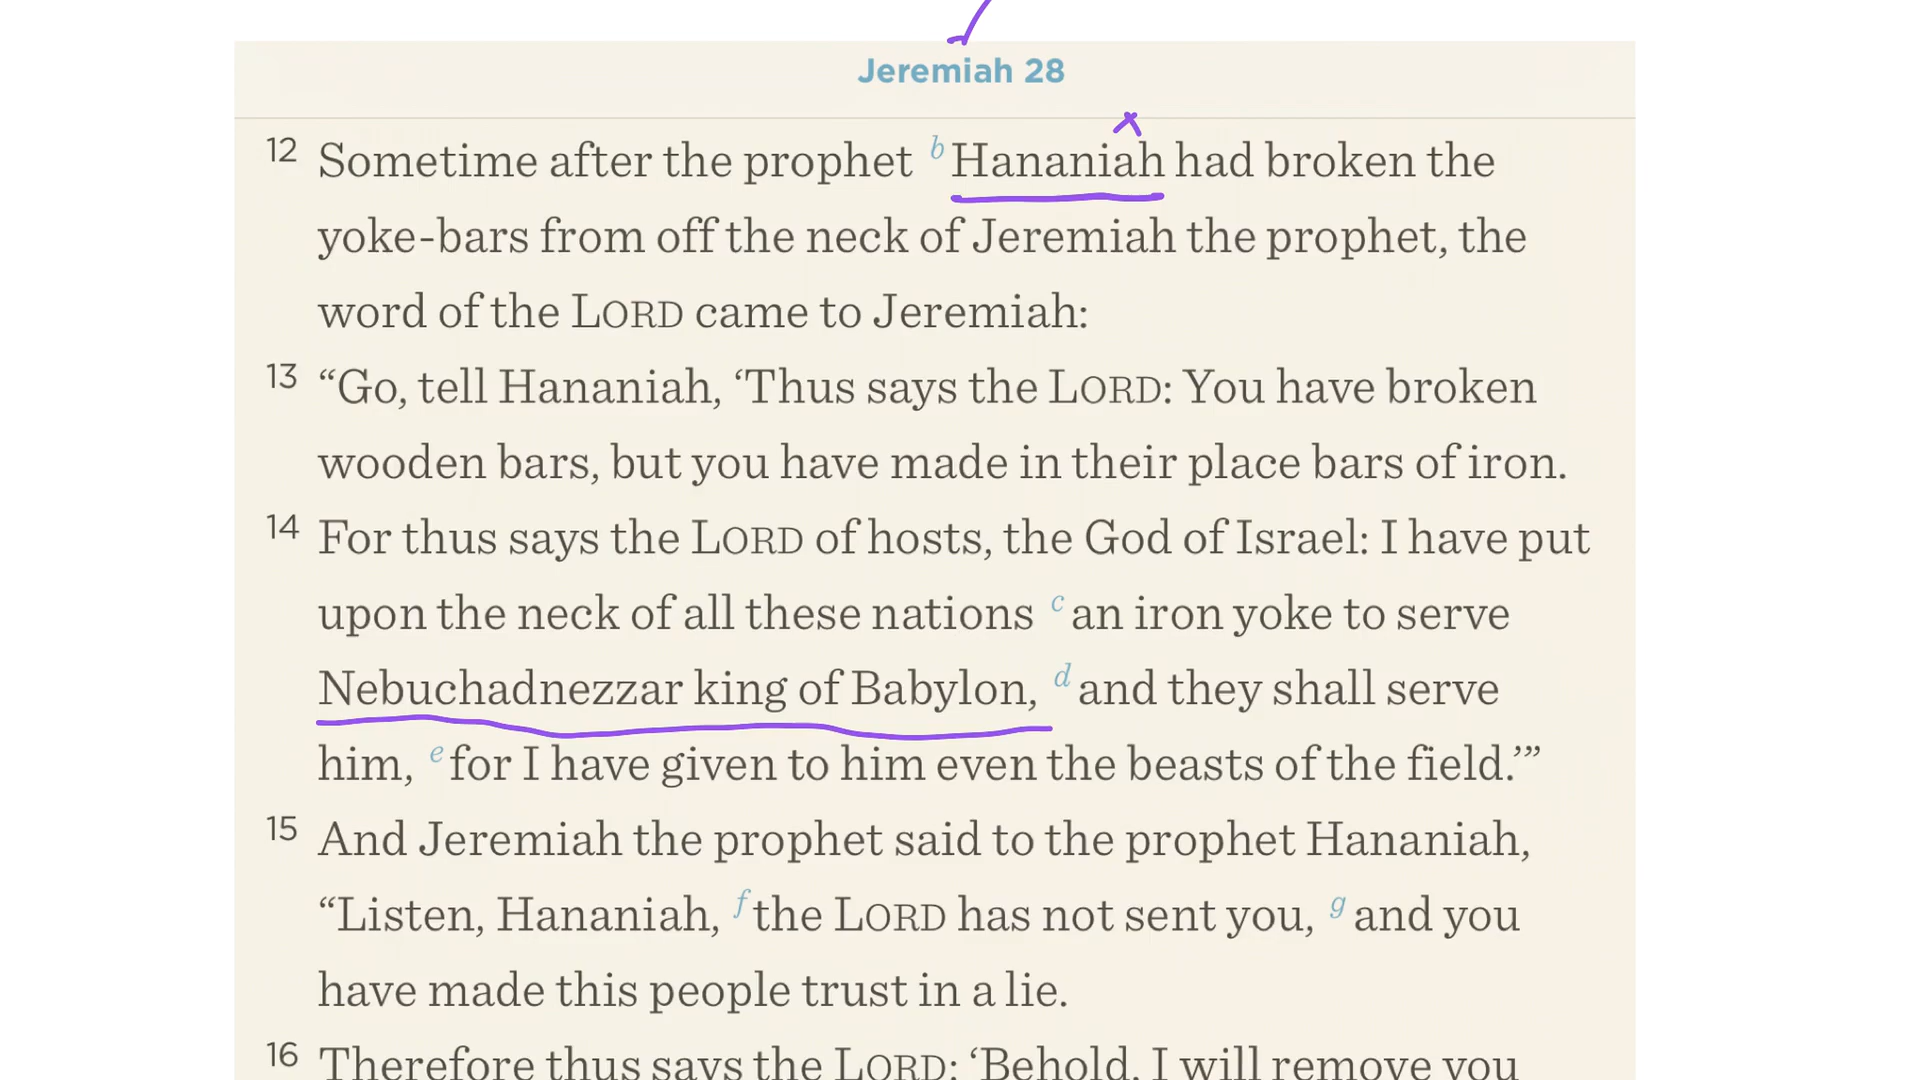 Jeremiah 28
12 Sometime after the prophet b Hananiah had broken the
yoke-bars from off the neck of Jeremiah the prophet, the
word of the LORD came to Jeremiah:
13 “Go, tell Hananiah, ‘Thus says the LORD: You have broken
wooden bars, but you have made in their place bars of iron.
14 For thus says the LORD of hosts, the God of Israel: I have put
upon the neck of all these nations c an iron yoke to serve
Nebuchadnezzar king of Babylon, d and they shall serve
him, e for I have given to him even the beasts of the field.’”
15 And Jeremiah the prophet said to the prophet Hananiah,
“Listen, Hananiah, f the LORD has not sent you, g and you
have made this people trust in a lie.
16 Therefore thus says the LORD: ‘Behold, I will remove you